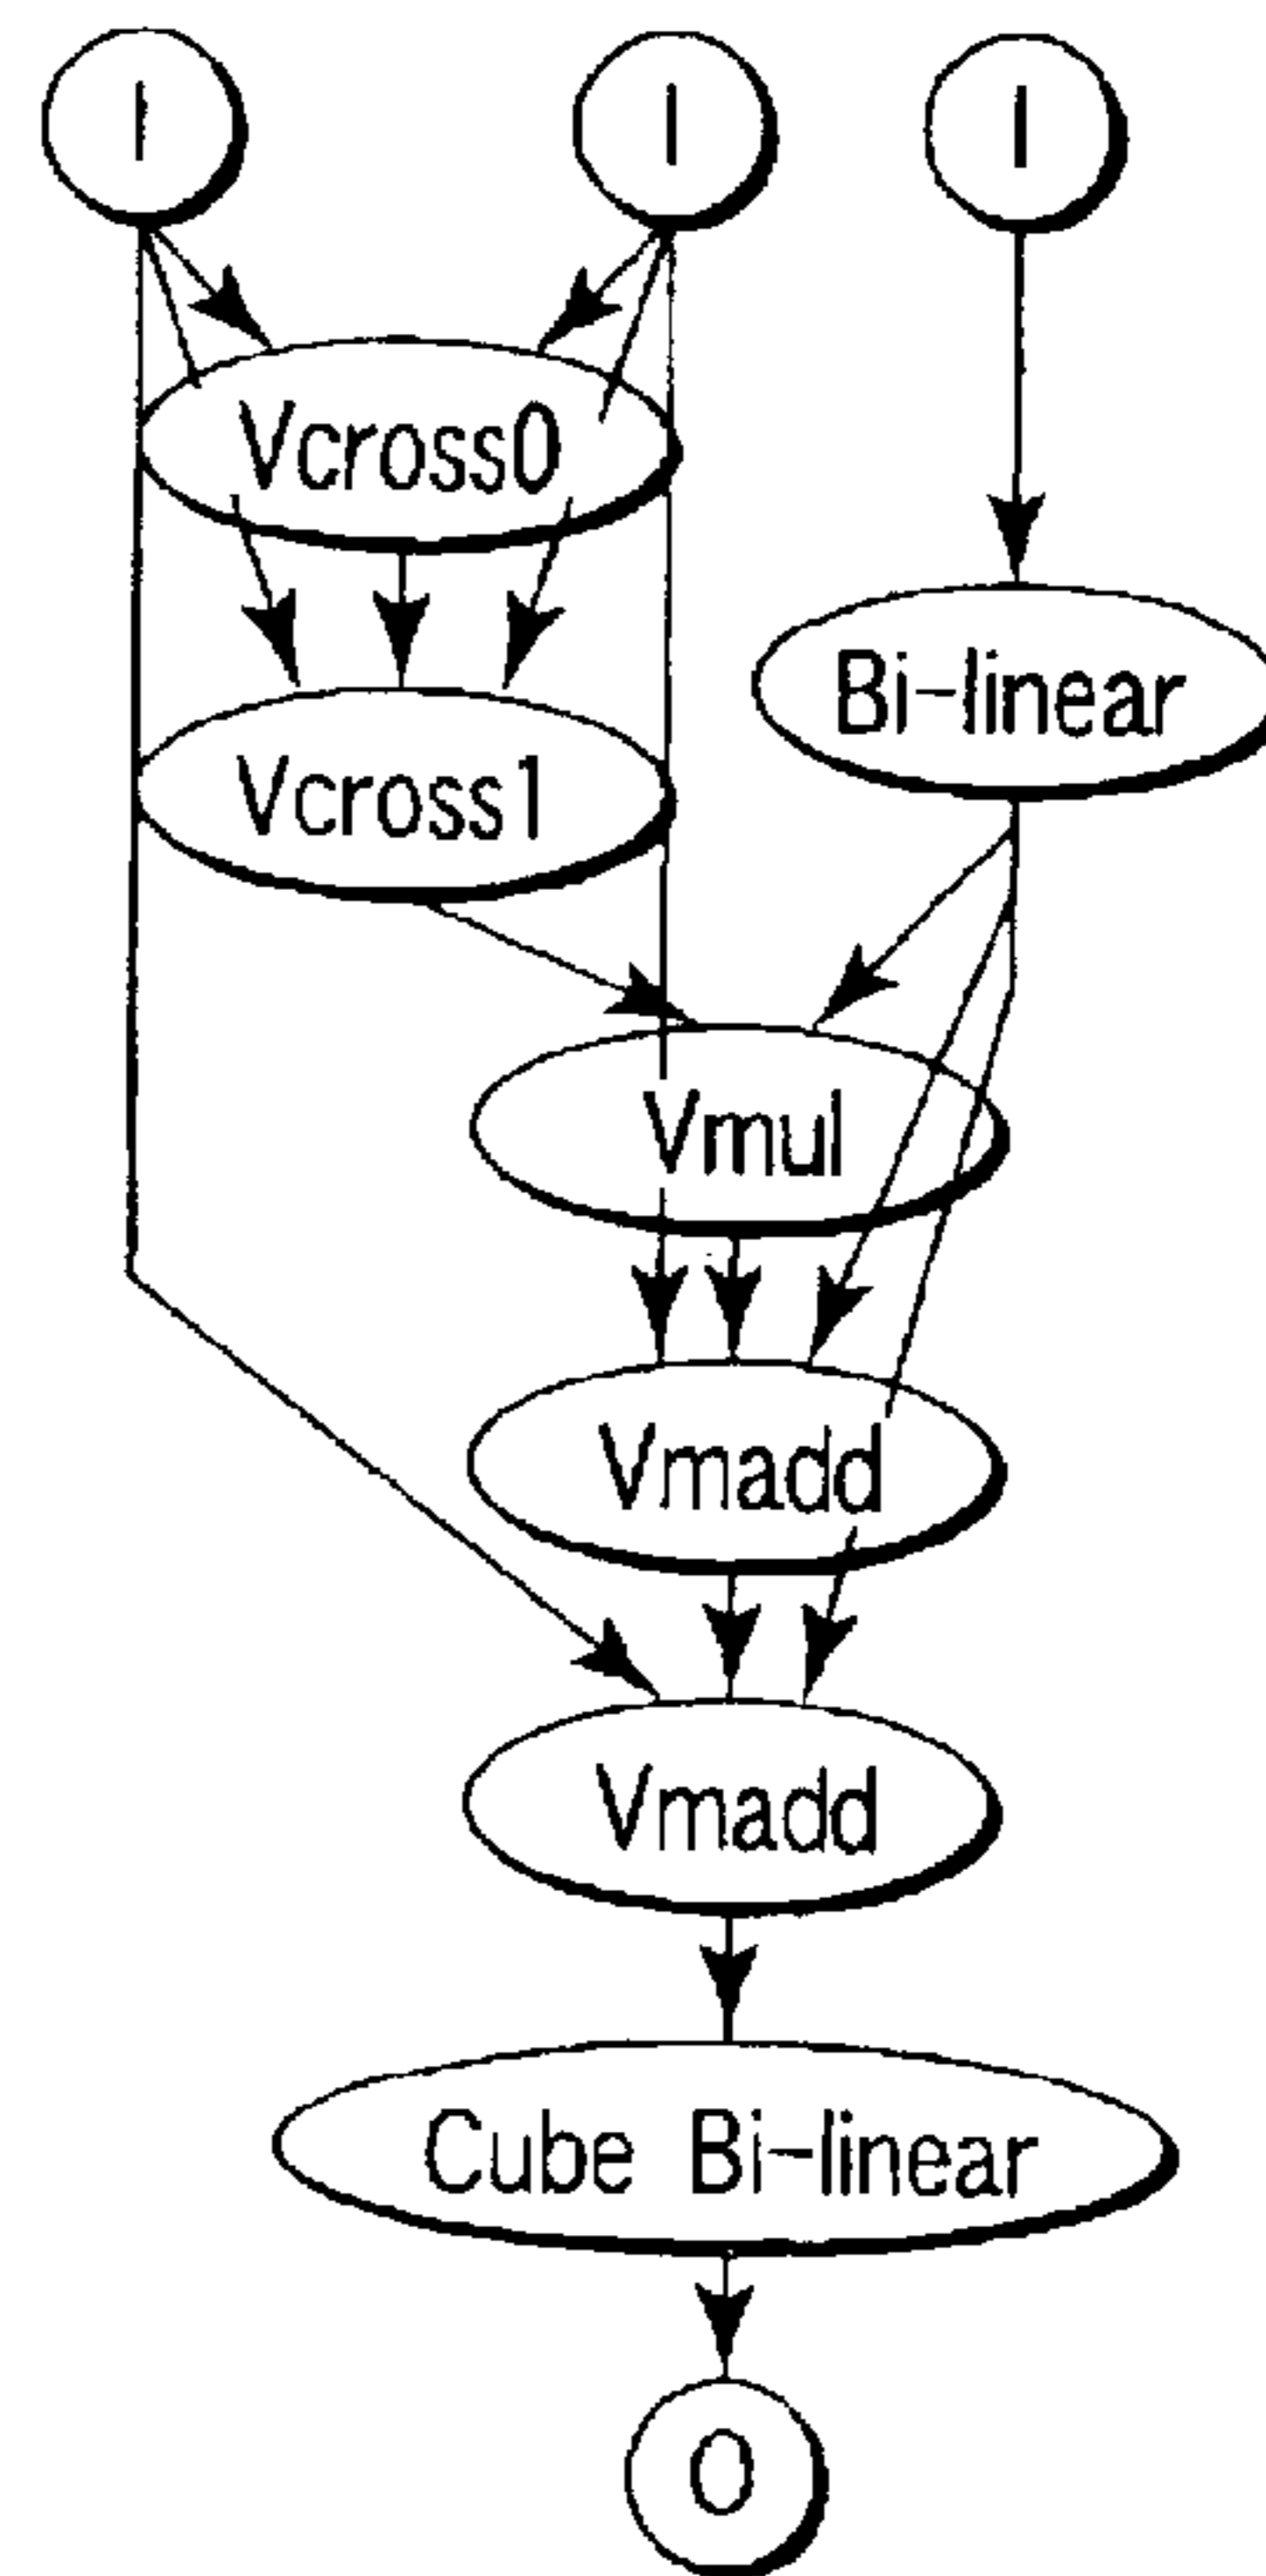 I I I
Vcross0
Bi-linear
Vcross1
Vmul
Vmadd
Vmadd
Cube Bi-linear
O